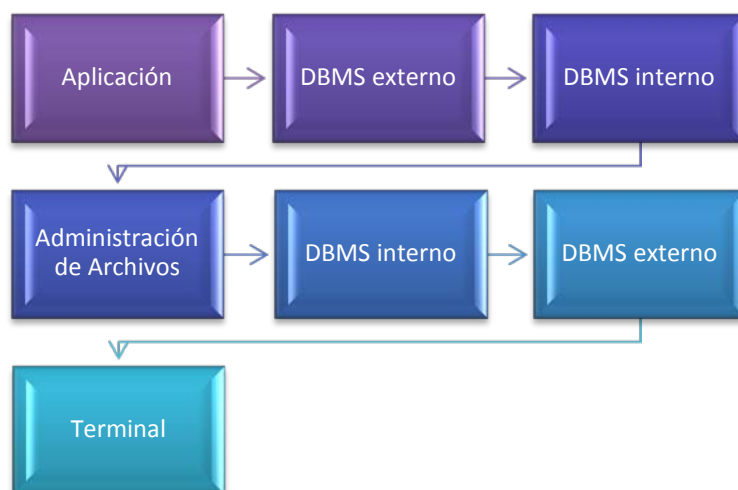 Aplicación
DBMS externo
DBMS interno
Administración
de Archivos
DBMS interno
DBMS externo
Terminal